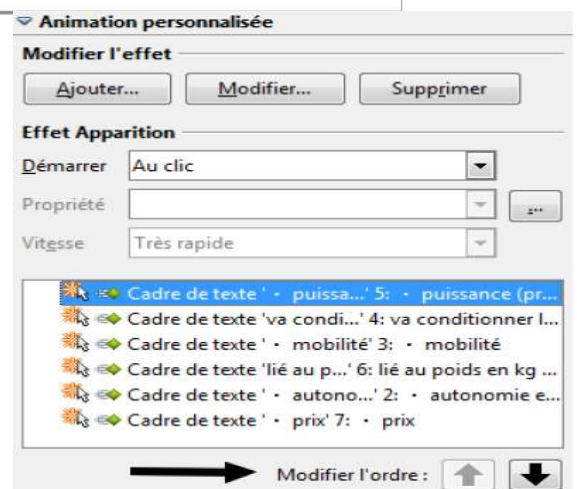 Animation personnalisée
Modifier l'effet
Ajouter... Modifier... Supprimer
Effet Apparition
Démarrer Au clic
Propriété ...
Vitesse Très rapide
Cadre de texte ' · puissa...' 5: · puissance (pr...
Cadre de texte 'va condi...' 4: va conditionner l...
Cadre de texte ' · mobilité' 3: · mobilité
Cadre de texte 'lié au p...' 6: lié au poids en kg ...
Cadre de texte ' · autono...' 2: · autonomie e...
Cadre de texte ' · prix' 7: · prix
Modifier l'ordre :